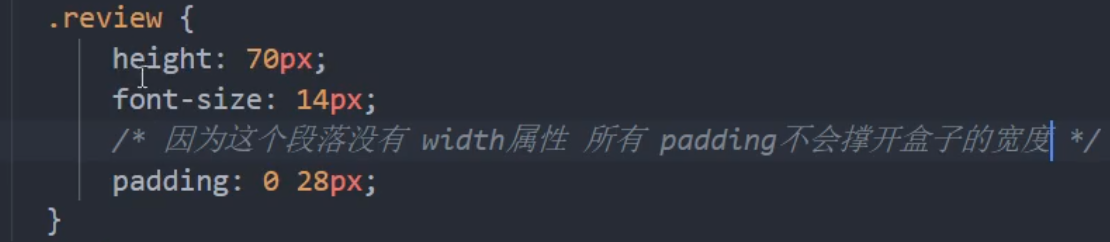 .review {
height: 70px;
font-size: 14px;
/* 因为这个段落没有 width属性 所有 padding不会撑开盒子的宽度 */
padding: 0 28px;
}